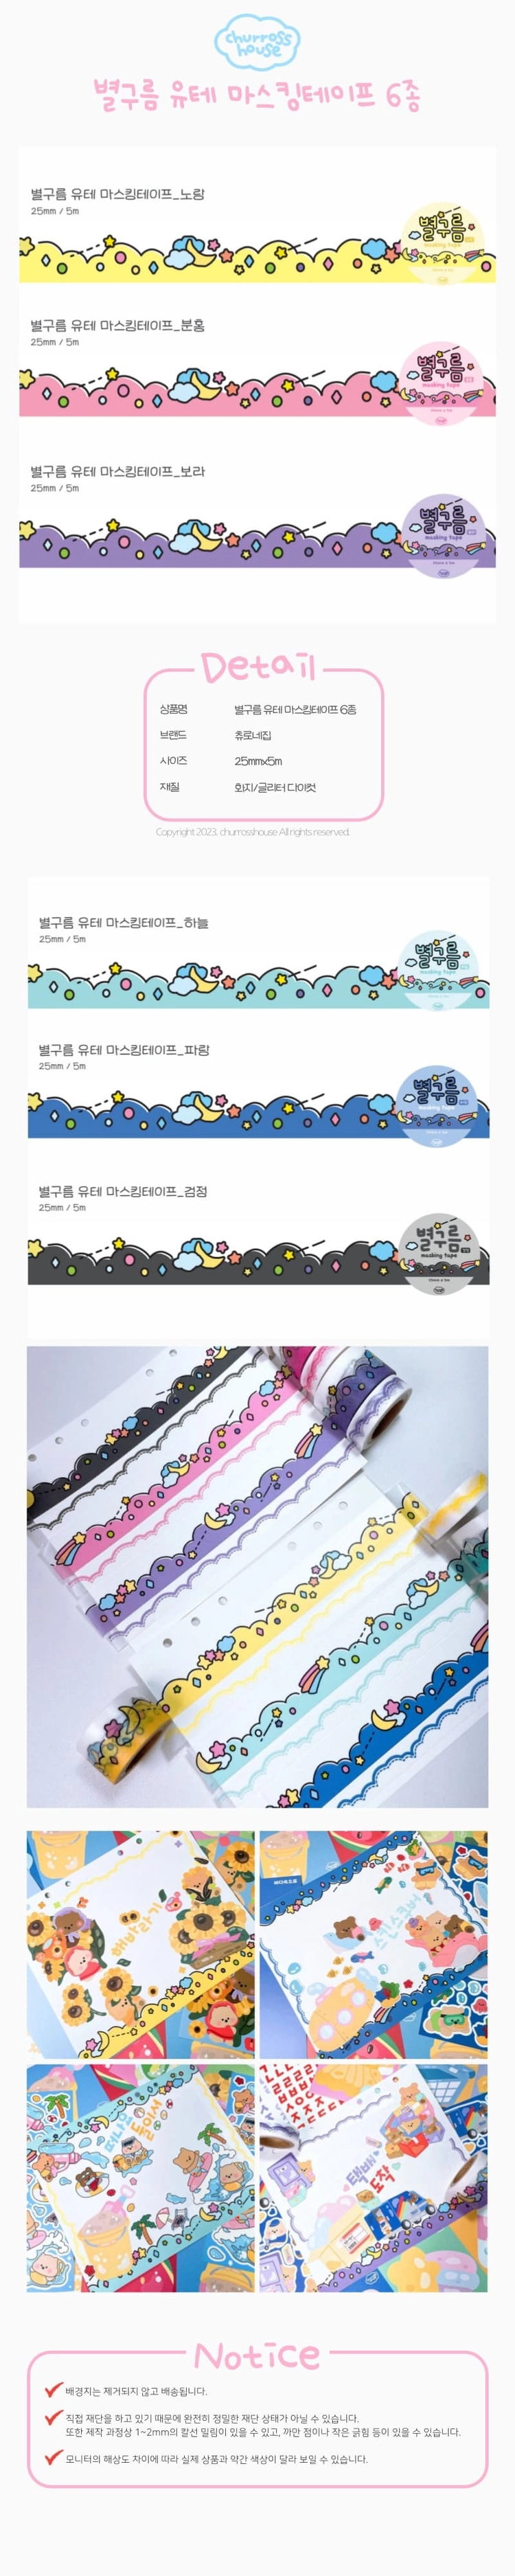 churross
house
별구름 유테 마스킹테이프 6종
별구름 유테 마스킹테이프_노랑
25mm / 5m
별구름
masking tape
별구름 유테 마스킹테이프_분홍
25mm / 5m
별구름
masking tape
별구름 유테 마스킹테이프_보라
25mm / 5m
별구름
masking tape
Detail
상품명 별구름 유테 마스킹테이프 6종
브랜드 츄로네집
사이즈 25mmx5m
재질 화지/글리터 다이컷
Copyright 2023. churrosshouse All rights reserved.
별구름 유테 마스킹테이프_하늘
25mm / 5m
별구름
masking tape
별구름 유테 마스킹테이프_파랑
25mm / 5m
별구름
masking tape
별구름 유테 마스킹테이프_검정
25mm / 5m
별구름
masking tape
해바라기
스킨스쿠버
떠나요
택배
도착
Notice
배경지는 제거되지 않고 배송됩니다.
직접 재단을 하고 있기 때문에 완전히 정밀한 재단 상태가 아닐 수 있습니다.
또한 제작 과정상 1~2mm의 칼선 밀림이 있을 수 있고, 까만 점이나 작은 긁힘 등이 있을 수 있습니다.
모니터의 해상도 차이에 따라 실제 상품과 약간 색상이 달라 보일 수 있습니다.